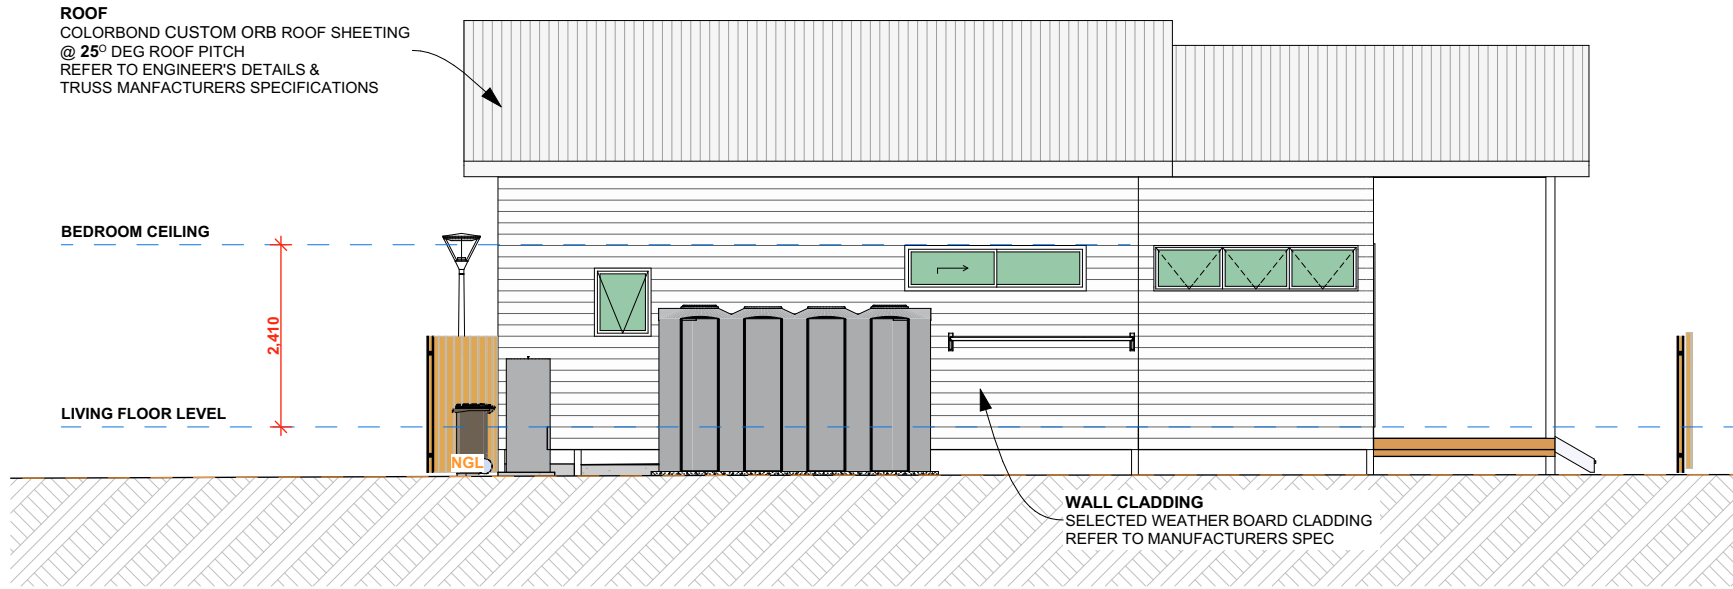 ROOF
COLORBOND CUSTOM ORB ROOF SHEETING
@ 25° DEG ROOF PITCH
REFER TO ENGINEER'S DETAILS &
TRUSS MANFACTURERS SPECIFICATIONS
BEDROOM CEILING
2,410
LIVING FLOOR LEVEL
NGL
WALL CLADDING
SELECTED WEATHER BOARD CLADDING
REFER TO MANUFACTURERS SPEC